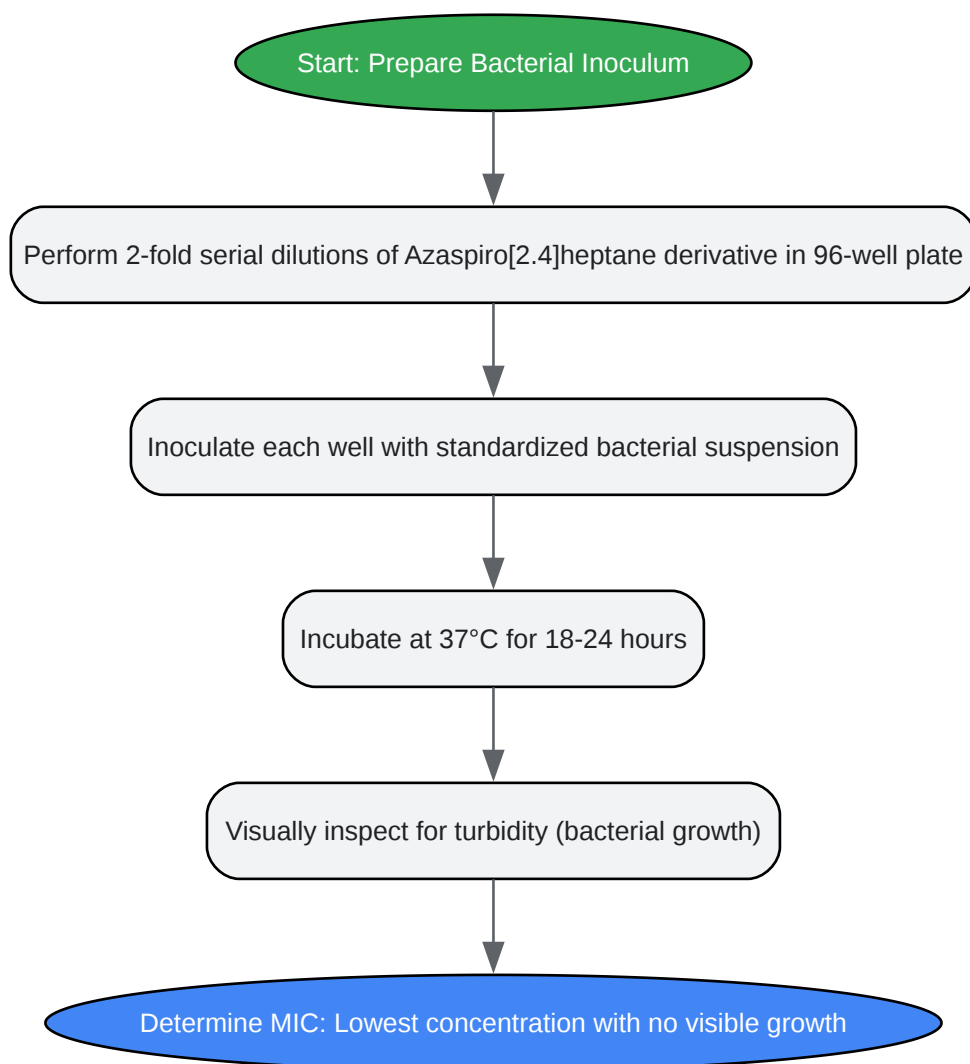 Start: Prepare Bacterial Inoculum
Perform 2-fold serial dilutions of Azaspiro[2.4]heptane derivative in 96-well plate
Inoculate each well with standardized bacterial suspension
Incubate at 37°C for 18-24 hours
Visually inspect for turbidity (bacterial growth)
Determine MIC: Lowest concentration with no visible growth